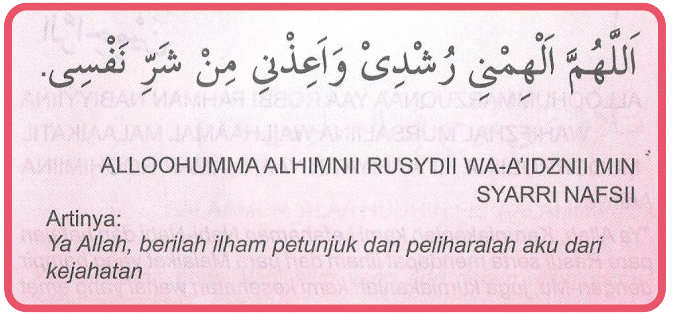 اَللَّهُمَّ اَلْهِمْنِى رُشْدِىْ وَاَعِذْنِى مِنْ شَرِّ نَفْسِى.
ALLOOHUMMA ALHIMNII RUSYDII WA-A'IDZNII MIN
SYARRI NAFSII
Artinya:
Ya Allah, berilah ilham petunjuk dan peliharalah aku dari
kejahatan